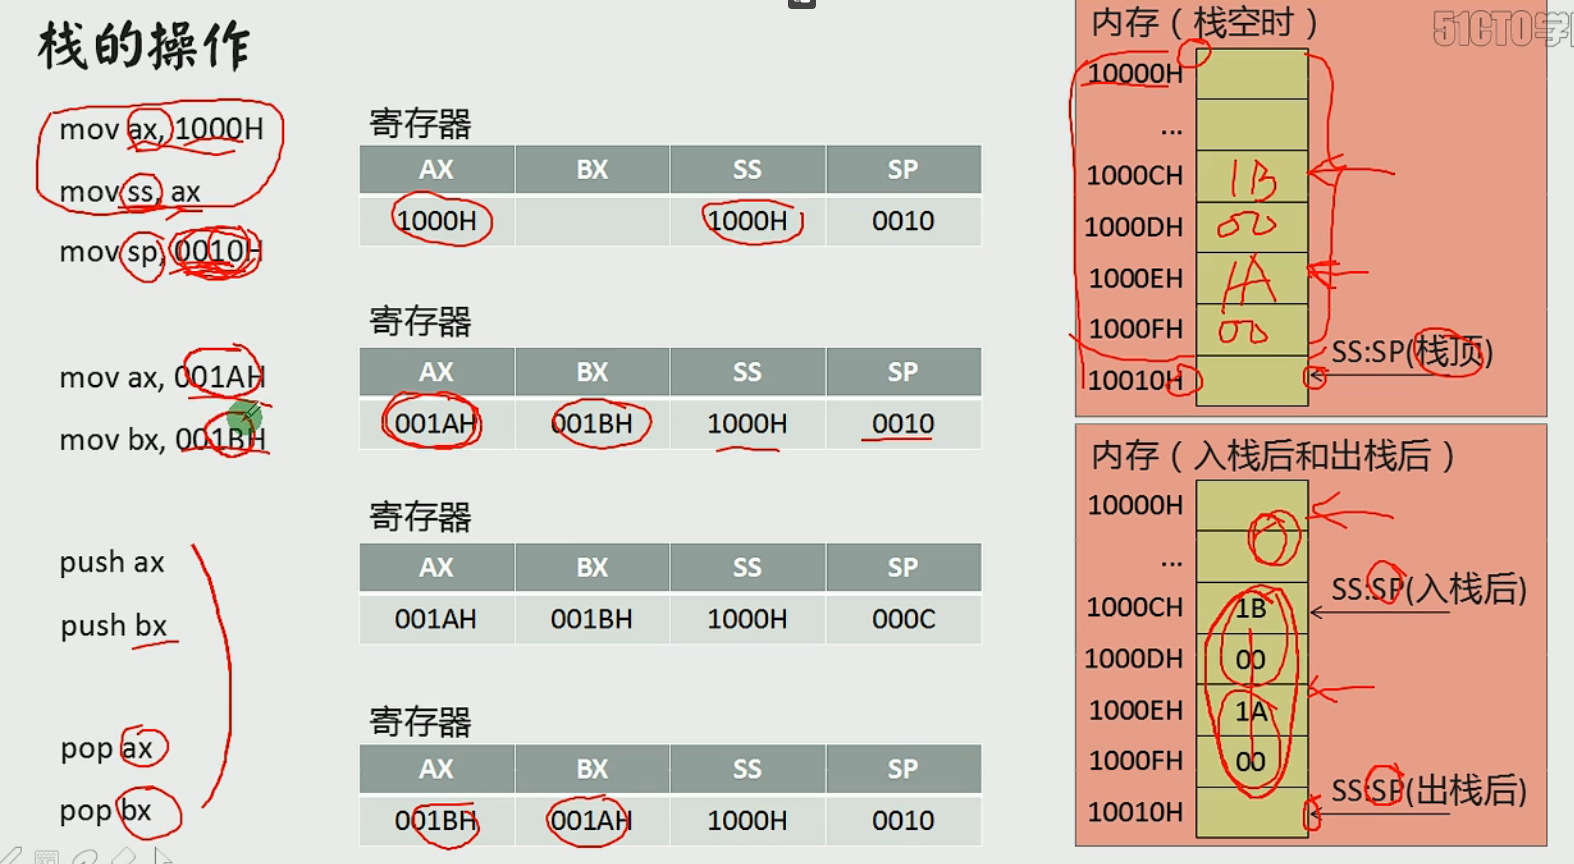 栈的操作
mov ax, 1000H
mov ss, ax
mov sp, 0010H
mov ax, 001AH
mov bx, 001BH
push ax
push bx
pop ax
pop bx
寄存器
AX BX SS SP
1000H 1000H 0010
寄存器
AX BX SS SP
001AH 001BH 1000H 0010
寄存器
AX BX SS SP
001AH 001BH 1000H 000C
寄存器
AX BX SS SP
001BH 001AH 1000H 0010
51CTO学
内存（栈空时）
10000H
...
1000CH 1B
1000DH 00
1000EH 1A
1000FH 00
SS:SP(栈顶)
10010H
内存（入栈后和出栈后）
10000H
...
SS:SP(入栈后)
1000CH 1B
1000DH 00
1000EH 1A
1000FH 00
SS:SP(出栈后)
10010H